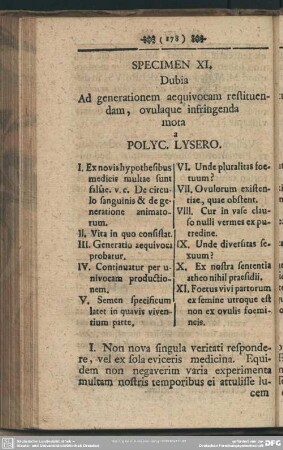 ( 178 )
SPECIMEN XI.
Dubia
Ad generationem aequivocam restituen-
dam, ovulaque infringenda
mota
a
POLYC. LYSERO.
I. Ex novis hypothesibus
medicis multae sunt
falsae. v. c. De circu-
lo sanguinis & de ge-
neratione animato-
rum.
II. Vita in quo consistat.
III. Generatio aequivoca
probatur.
IV. Continuatur per u-
nivocam productio-
nem.
V. Semen specificum
latet in quavis viven-
tium parte.
VI. Unde pluralitas foe-
tuum?
VII. Ovulorum existen-
tiae, quae obstent.
VIII. Cur in vase clau-
so nulli vermes ex pu-
tredine.
IX. Unde diversitas se-
xuum?
X. Ex nostra sententia
atheo nihil praesidii.
XI. Foetus vivi partorum
ex semine utroque est
non ex ovulis foemi-
neis.
I. Non nova singula veritati responde-
re, vel ex sola eviceris medicina. Equi-
dem non negaverim varia experimenta
multam nostris temporibus ei attulisse lu-
cem
DFG